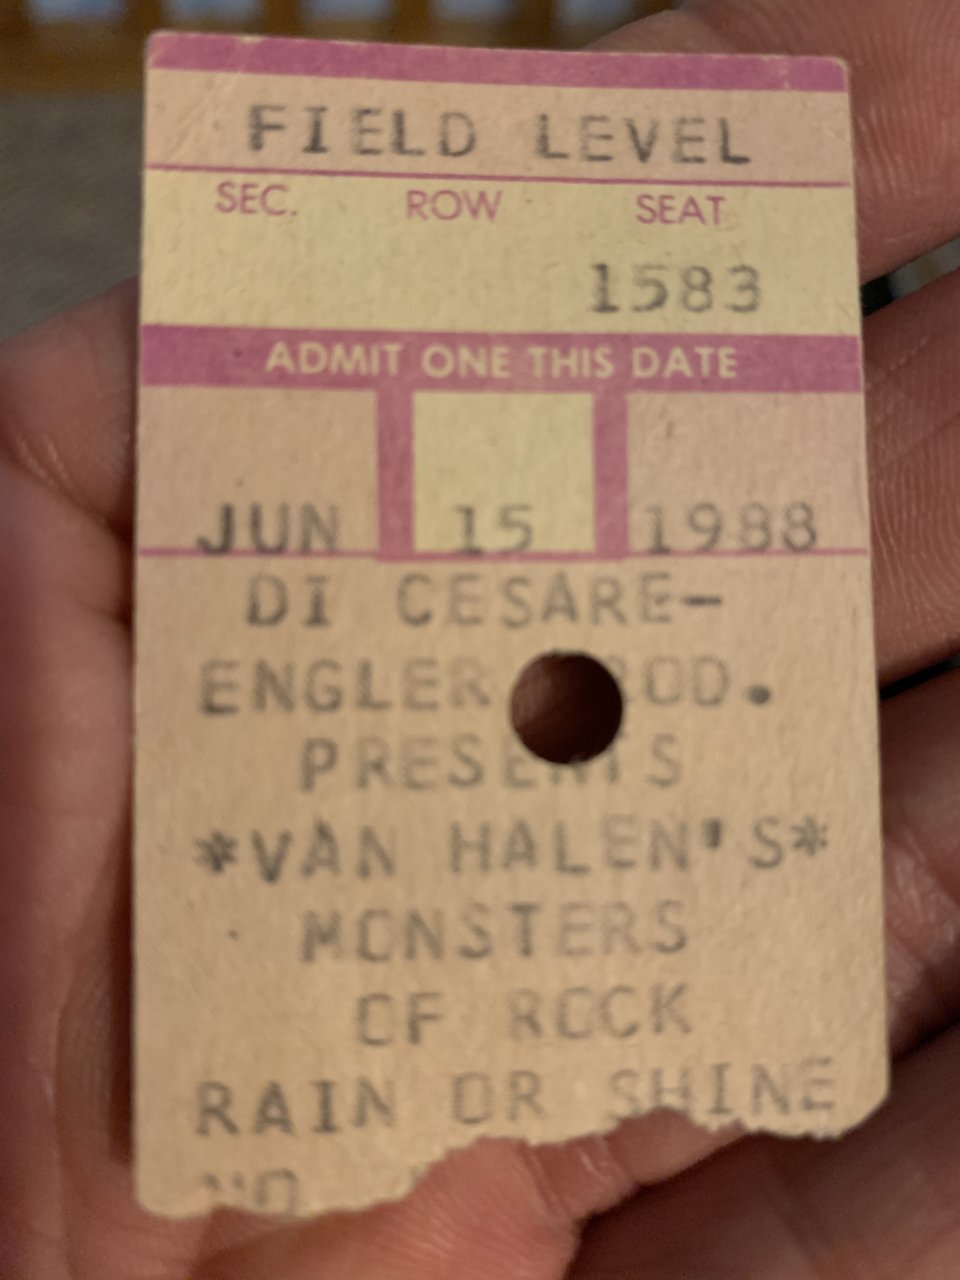 FIELD LEVEL
SEC. ROW SEAT
1583
ADMIT ONE THIS DATE
JUN 15 1988
DI CESARE-
ENGLER
PRESENTS
*VAN HALEN'S*
MONSTERS
OF ROCK
RAIN OR SHINE
NO